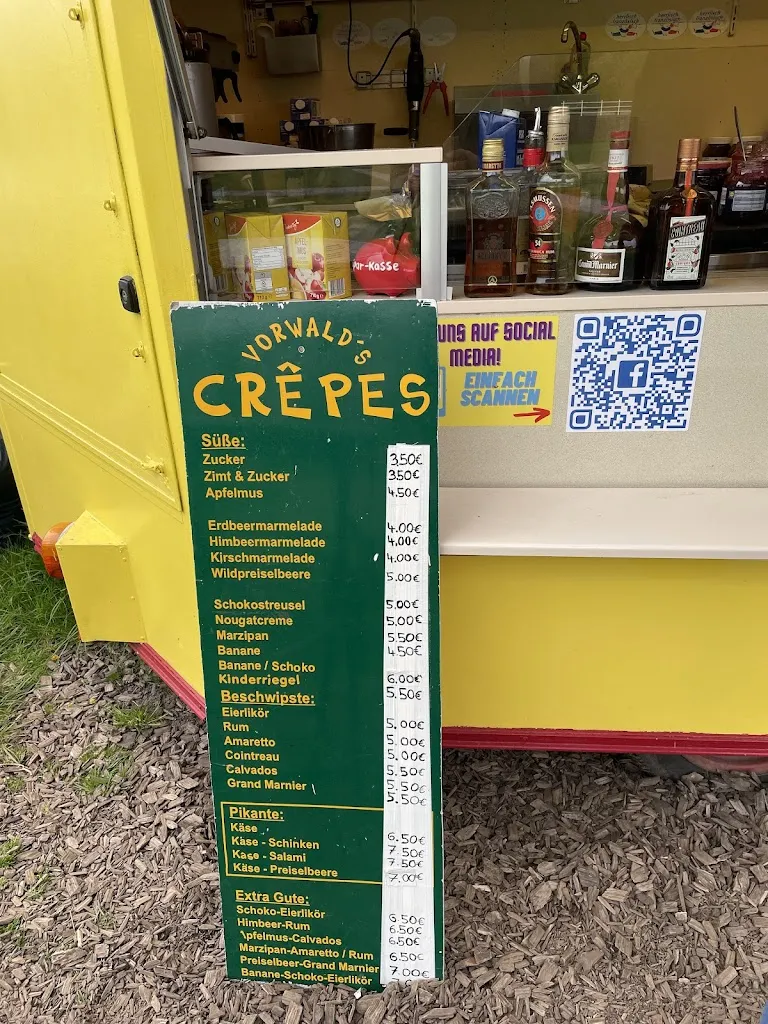 VORWALD'S
CRÊPES
Süße:
Zucker 3.50€
Zimt & Zucker 3.50€
Apfelmus 4.50€
Erdbeermarmelade 4.00€
Himbeermarmelade 4.00€
Kirschmarmelade 4.00€
Wildpreiselbeere 5.00€
Schokostreusel 5.00€
Nougatcreme 5.00€
Marzipan 5.50€
Banane 4.50€
Banane / Schoko 6.00€
Kinderriegel 5.50€
Beschwipste:
Eierlikör 5.00€
Rum 5.00€
Amaretto 5.00€
Cointreau 5.50€
Calvados 5.50€
Grand Marnier 5.50€
Pikante:
Käse 6.50€
Käse - Schinken 7.50€
Käse - Salami 7.50€
Käse - Preiselbeere 7.00€
Extra Gute:
Schoko-Eierlikör 6.50€
Himbeer-Rum 6.50€
Apfelmus-Calvados 6.50€
Marzipan-Amaretto / Rum 6.50€
Preiselbeer-Grand Marnier 7.00€
Banane-Schoko-Eierlikör
UNS AUF SOCIAL
MEDIA!
EINFACH
SCANNEN
par-KASSE
54
Grand Marnier
COINTREAU